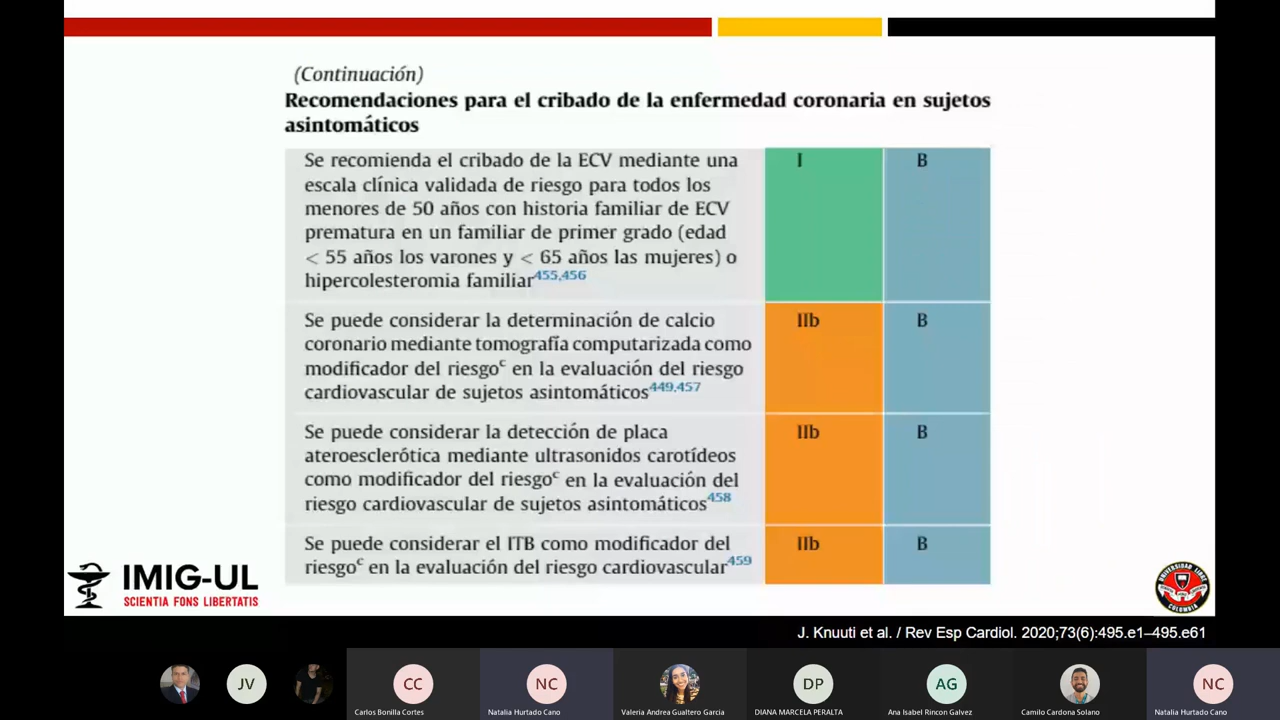 (Continuación)
Recomendaciones para el cribado de la enfermedad coronaria en sujetos
asintomáticos
Se recomienda el cribado de la ECV mediante una
escala clínica validada de riesgo para todos los
menores de 50 años con historia familiar de ECV
prematura en un familiar de primer grado (edad
< 55 años los varones y < 65 años las mujeres) o
hipercolesteromia familiar455,456
I
B
Se puede considerar la determinación de calcio
coronario mediante tomografía computarizada como
modificador del riesgoc en la evaluación del riesgo
cardiovascular de sujetos asintomáticos449,457
IIb
B
Se puede considerar la detección de placa
ateroesclerótica mediante ultrasonidos carotídeos
como modificador del riesgoc en la evaluación del
riesgo cardiovascular de sujetos asintomáticos458
IIb
B
Se puede considerar el ITB como modificador del
riesgoc en la evaluación del riesgo cardiovascular459
IIb
B
IMIG-UL
SCIENTIA FONS LIBERTATIS
UNIVERSIDAD LIBRE
COLOMBIA
J. Knuuti et al. / Rev Esp Cardiol. 2020;73(6):495.e1–495.e61
JV
CC
NC
DP
AG
NC
Carlos Bonilla Cortes
Natalia Hurtado Cano
Valeria Andrea Gualtero Garcia
DIANA MARCELA PERALTA
Ana Isabel Rincon Galvez
Camilo Cardona Solano
Natalia Hurtado Cano